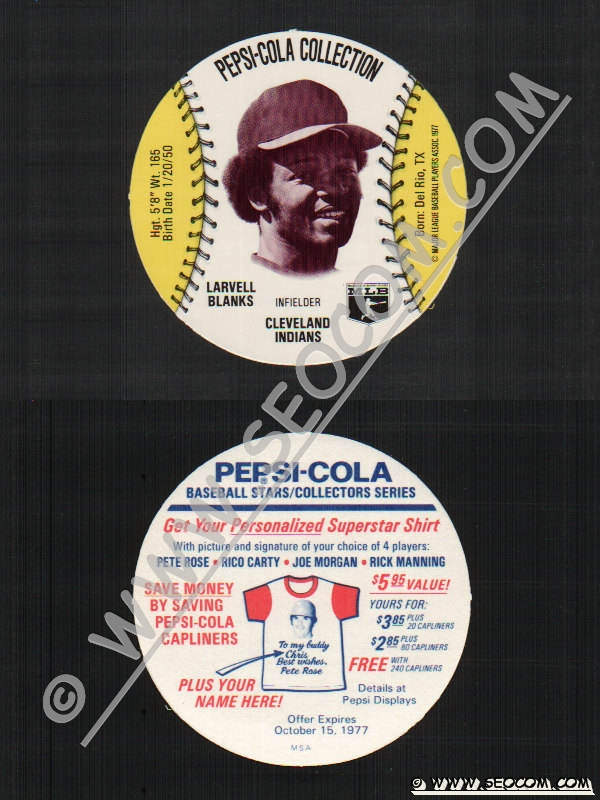 PEPSI-COLA COLLECTION
Hgt. 5'8" Wt. 165
Birth Date 1/20/50
Born: Del Rio, TX
© MAJOR LEAGUE BASEBALL PLAYERS ASSOC. 1977
LARVELL
BLANKS
INFIELDER
MLB
CLEVELAND
INDIANS
© WWW.SEOCOM.COM
PEPSI-COLA
BASEBALL STARS/COLLECTORS SERIES
Get Your Personalized Superstar Shirt
With picture and signature of your choice of 4 players:
PETE ROSE • RICO CARTY • JOE MORGAN • RICK MANNING
SAVE MONEY
BY SAVING
PEPSI-COLA
CAPLINERS
$5.95 VALUE!
YOURS FOR:
$3.85 PLUS
20 CAPLINERS
$2.85 PLUS
80 CAPLINERS
FREE WITH
240 CAPLINERS
To my buddy
Chris,
Best wishes,
Pete Rose
PLUS YOUR
NAME HERE!
Details at
Pepsi Displays
Offer Expires
October 15, 1977
MSA
© WWW.SEOCOM.COM